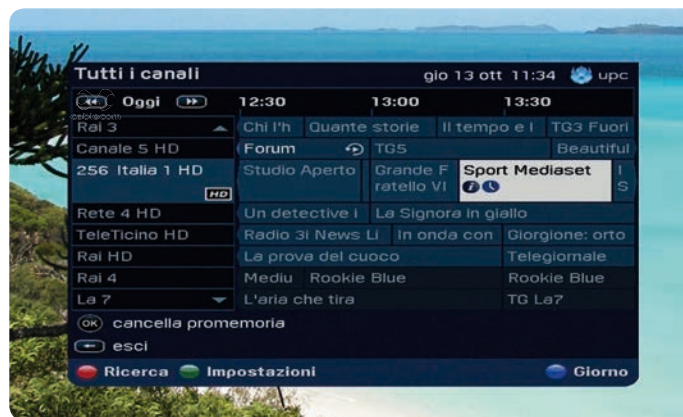 Tutti i canali gio 13 ott 11:34 upc
Oggi 12:30 13:00 13:30
Rai 3 Chi l'h Quante storie Il tempo e I TG3 Fuori
Canale 5 HD Forum TG5 Beautiful
256 Italia 1 HD Studio Aperto Grande F Sport Mediaset I
HD ratello VI S
Rete 4 HD Un detective i La Signora in giallo
TeleTicino HD Radio 3i News Li In onda con Giorgione: orto
Rai HD La prova del cuoco Telegiornale
Rai 4 Mediu Rookie Blue Rookie Blue
La 7 L'aria che tira TG La7
OK cancella promemoria
esci
Ricerca Impostazioni Giorno